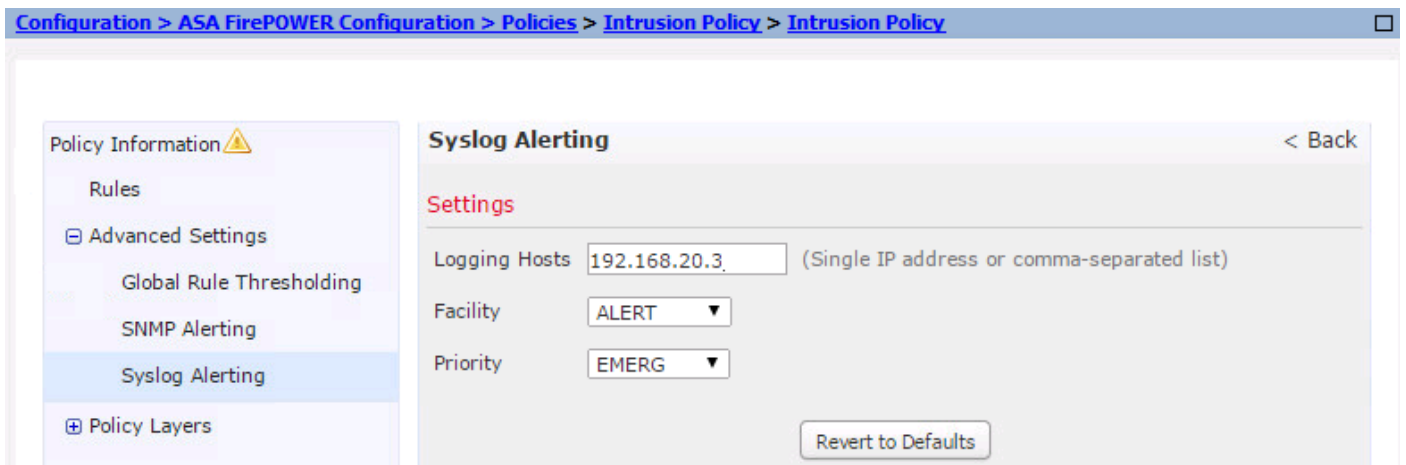 Configuration > ASA FirePOWER Configuration > Policies > Intrusion Policy > Intrusion Policy
Policy Information
Rules
Advanced Settings
Global Rule Thresholding
SNMP Alerting
Syslog Alerting
Policy Layers
Syslog Alerting
< Back
Settings
Logging Hosts 192.168.20.3 (Single IP address or comma-separated list)
Facility ALERT
Priority EMERG
Revert to Defaults